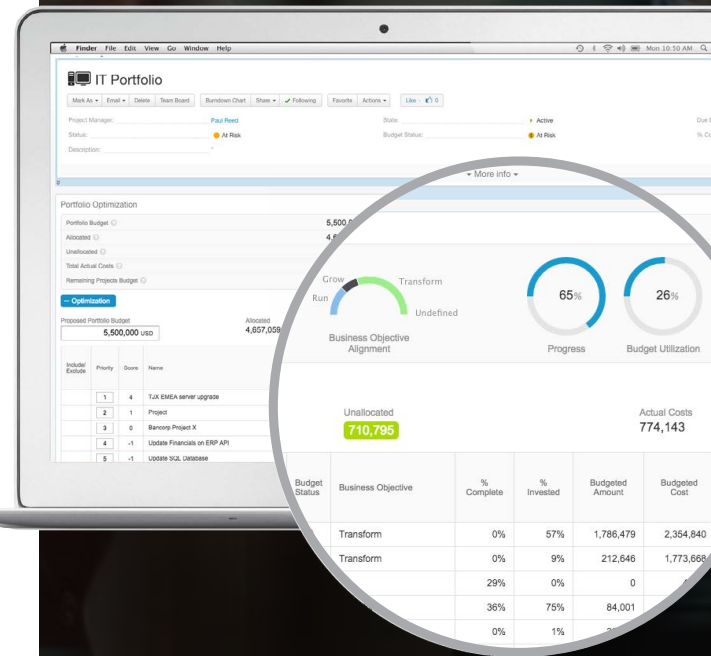 Finder File Edit View Go Window Help Mon 10:50 AM
IT Portfolio
Mark As Email Delete Team Board Burndown Chart Share Following Favorite Actions Like - 0
Project Manager: Paul Reed State: Active Due
Status: At Risk Budget Status: At Risk
Description:
More info
Portfolio Optimization
Portfolio Budget
Allocated
Unallocated
Total Actual Costs
Remaining Projects Budget
– Optimization
Proposed Portfolio Budget Allocated
5,500,000 USD 4,657,059
Include/ Exclude Priority Score Name
1 4 TJX EMEA server upgrade
2 1 Project
3 0 Bancorp Project X
4 -1 Update Financials on ERP API
5 -1 Update SQL Database
Grow Transform
Run Undefined
65% 26%
Business Objective
Alignment
Progress Budget Utilization
Unallocated Actual Costs
710,795 774,143
Budget Status Business Objective % Complete % Invested Budgeted Amount Budgeted Cost
Transform 0% 57% 1,786,479 2,354,840
Transform 0% 9% 212,646 1,773,668
29% 0% 0
36% 75% 84,001
0% 1%